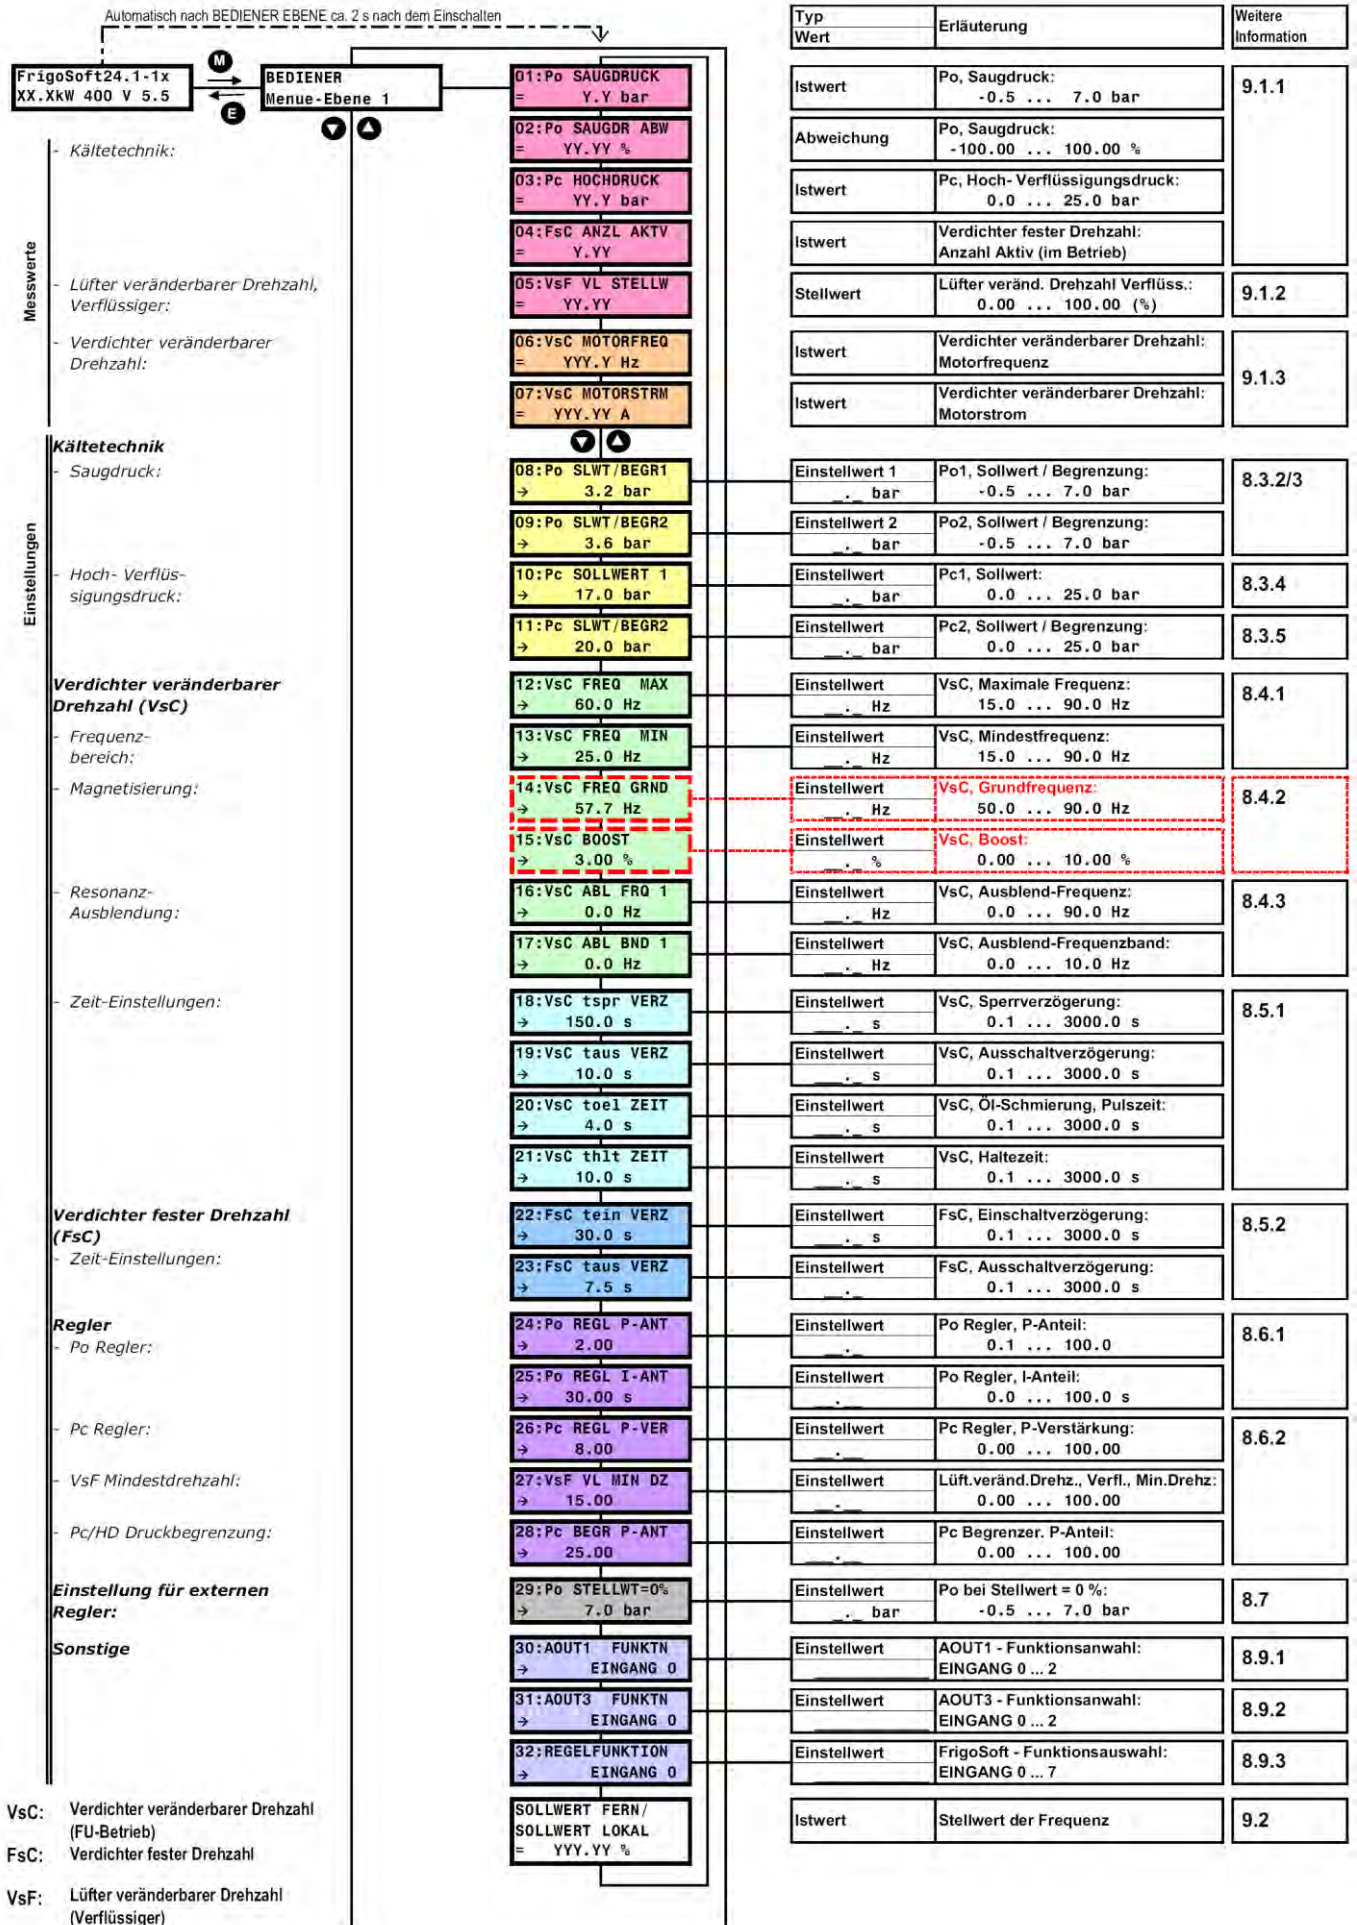 Automatisch nach BEDIENER EBENE ca. 2 s nach dem Einschalten
Typ
Wert
Erläuterung
Weitere
Information
FrigoSoft24.1-1x
XX.XkW 400 V 5.5
M
E
BEDIENER
Menue-Ebene 1
01:Po SAUGDRUCK
= Y.Y bar
Istwert
Po, Saugdruck:
-0.5 ... 7.0 bar
9.1.1
Messwerte
- Kältetechnik:
02:Po SAUGDR ABW
= YY.YY %
Abweichung
Po, Saugdruck:
-100.00 ... 100.00 %
03:Pc HOCHDRUCK
= YY.Y bar
Istwert
Pc, Hoch- Verflüssigungsdruck:
0.0 ... 25.0 bar
04:FsC ANZL AKTV
= Y.YY
Istwert
Verdichter fester Drehzahl:
Anzahl Aktiv (im Betrieb)
- Lüfter veränderbarer Drehzahl,
Verflüssiger:
05:VsF VL STELLW
= YY.YY
Stellwert
Lüfter veränd. Drehzahl Verflüss.:
0.00 ... 100.00 (%)
9.1.2
- Verdichter veränderbarer
Drehzahl:
06:VsC MOTORFREQ
= YYY.Y Hz
Istwert
Verdichter veränderbarer Drehzahl:
Motorfrequenz
9.1.3
07:VsC MOTORSTRM
= YYY.YY A
Istwert
Verdichter veränderbarer Drehzahl:
Motorstrom
Einstellungen
Kältetechnik
- Saugdruck:
08:Po SLWT/BEGR1
→ 3.2 bar
Einstellwert 1
_._ bar
Po1, Sollwert / Begrenzung:
-0.5 ... 7.0 bar
8.3.2/3
09:Po SLWT/BEGR2
→ 3.6 bar
Einstellwert 2
_._ bar
Po2, Sollwert / Begrenzung:
-0.5 ... 7.0 bar
- Hoch- Verflüs-
sigungsdruck:
10:Pc SOLLWERT 1
→ 17.0 bar
Einstellwert
__._ bar
Pc1, Sollwert:
0.0 ... 25.0 bar
8.3.4
11:Pc SLWT/BEGR2
→ 20.0 bar
Einstellwert
__._ bar
Pc2, Sollwert / Begrenzung:
0.0 ... 25.0 bar
8.3.5
Verdichter veränderbarer
Drehzahl (VsC)
12:VsC FREQ MAX
→ 60.0 Hz
Einstellwert
__._ Hz
VsC, Maximale Frequenz:
15.0 ... 90.0 Hz
8.4.1
- Frequenz-
bereich:
13:VsC FREQ MIN
→ 25.0 Hz
Einstellwert
__._ Hz
VsC, Mindestfrequenz:
15.0 ... 90.0 Hz
- Magnetisierung:
14:VsC FREQ GRND
→ 57.7 Hz
Einstellwert
__._ Hz
VsC, Grundfrequenz:
50.0 ... 90.0 Hz
8.4.2
15:VsC BOOST
→ 3.00 %
Einstellwert
__._ %
VsC, Boost:
0.00 ... 10.00 %
- Resonanz-
Ausblendung:
16:VsC ABL FRQ 1
→ 0.0 Hz
Einstellwert
__._ Hz
VsC, Ausblend-Frequenz:
0.0 ... 90.0 Hz
8.4.3
17:VsC ABL BND 1
→ 0.0 Hz
Einstellwert
__._ Hz
VsC, Ausblend-Frequenzband:
0.0 ... 10.0 Hz
- Zeit-Einstellungen:
18:VsC tspr VERZ
→ 150.0 s
Einstellwert
___._ s
VsC, Sperrverzögerung:
0.1 ... 3000.0 s
8.5.1
19:VsC taus VERZ
→ 10.0 s
Einstellwert
___._ s
VsC, Ausschaltverzögerung:
0.1 ... 3000.0 s
20:VsC toel ZEIT
→ 4.0 s
Einstellwert
___._ s
VsC, Öl-Schmierung, Pulszeit:
0.1 ... 3000.0 s
21:VsC thlt ZEIT
→ 10.0 s
Einstellwert
___._ s
VsC, Haltezeit:
0.1 ... 3000.0 s
Verdichter fester Drehzahl
(FsC)
22:FsC tein VERZ
→ 30.0 s
Einstellwert
__._ s
FsC, Einschaltverzögerung:
0.1 ... 3000.0 s
8.5.2
- Zeit-Einstellungen:
23:FsC taus VERZ
→ 7.5 s
Einstellwert
__._
FsC, Ausschaltverzögerung:
0.1 ... 3000.0 s
Regler
- Po Regler:
24:Po REGL P-ANT
→ 2.00
Einstellwert
__._
Po Regler, P-Anteil:
0.1 ... 100.0
8.6.1
25:Po REGL I-ANT
→ 30.00 s
Einstellwert
__.__
Po Regler, I-Anteil:
0.0 ... 100.0 s
- Pc Regler:
26:Pc REGL P-VER
→ 8.00
Einstellwert
__.__
Pc Regler, P-Verstärkung:
0.00 ... 100.00
8.6.2
- VsF Mindestdrehzahl:
27:VsF VL MIN DZ
→ 15.00
Einstellwert
__.__
Lüft.veränd.Drehz., Verfl., Min.Drehz:
0.00 ... 100.00
- Pc/HD Druckbegrenzung:
28:Pc BEGR P-ANT
→ 25.00
Einstellwert
___.__
Pc Begrenzer. P-Anteil:
0.00 ... 100.00
Einstellung für externen
Regler:
29:Po STELLWT=0%
→ 7.0 bar
Einstellwert
_._ bar
Po bei Stellwert = 0 %:
-0.5 ... 7.0 bar
8.7
Sonstige
30:AOUT1 FUNKTN
→ EINGANG 0
Einstellwert
AOUT1 - Funktionsanwahl:
EINGANG 0 ... 2
8.9.1
31:AOUT3 FUNKTN
→ EINGANG 0
Einstellwert
AOUT3 - Funktionsanwahl:
EINGANG 0 ... 2
8.9.2
32:REGELFUNKTION
→ EINGANG 0
Einstellwert
FrigoSoft - Funktionsauswahl:
EINGANG 0 ... 7
8.9.3
SOLLWERT FERN/
SOLLWERT LOKAL
= YYY.YY %
Istwert
Stellwert der Frequenz
9.2
VsC: Verdichter veränderbarer Drehzahl
(FU-Betrieb)
FsC: Verdichter fester Drehzahl
VsF: Lüfter veränderbarer Drehzahl
(Verflüssiger)